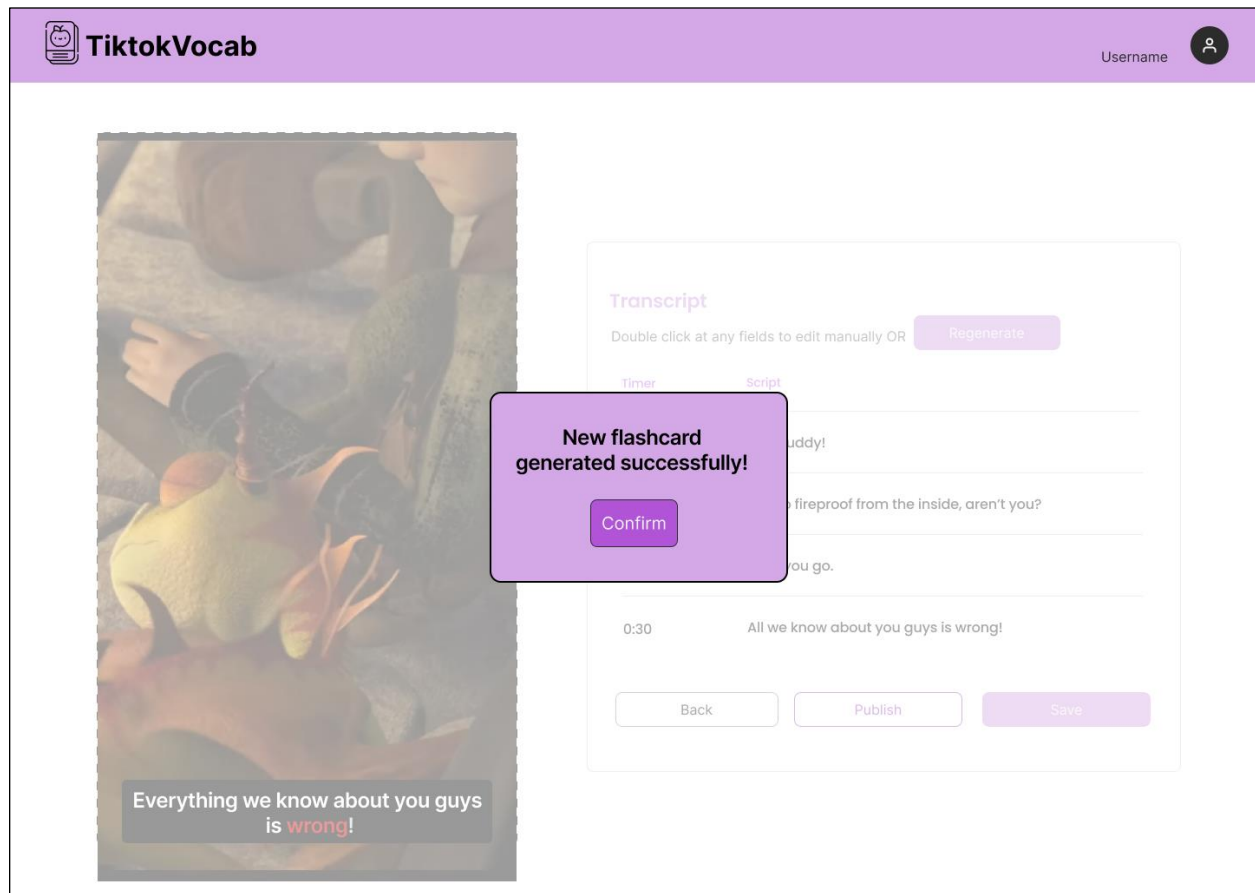 TiktokVocab
Username
Transcript
Double click at any fields to edit manually OR
Regenerate
Timer Script
New flashcard
generated successfully!
Confirm
uddy!
fireproof from the inside, aren't you?
you go.
0:30 All we know about you guys is wrong!
Back Publish Save
Everything we know about you guys
is wrong!